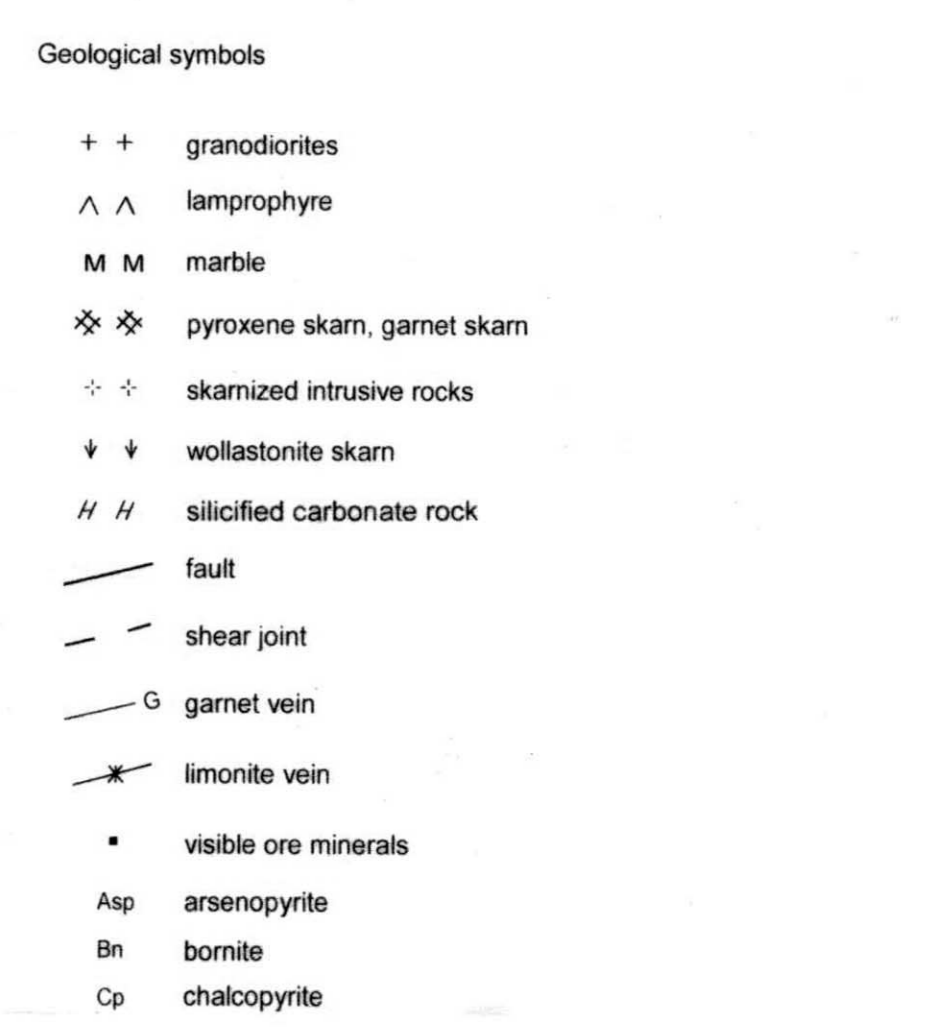 Geological symbols
+ + granodiorites
Λ Λ lamprophyre
M M marble
pyroxene skarn, garnet skarn
skarnized intrusive rocks
wollastonite skarn
H H silicified carbonate rock
fault
shear joint
G garnet vein
limonite vein
visible ore minerals
Asp arsenopyrite
Bn bornite
Cp chalcopyrite